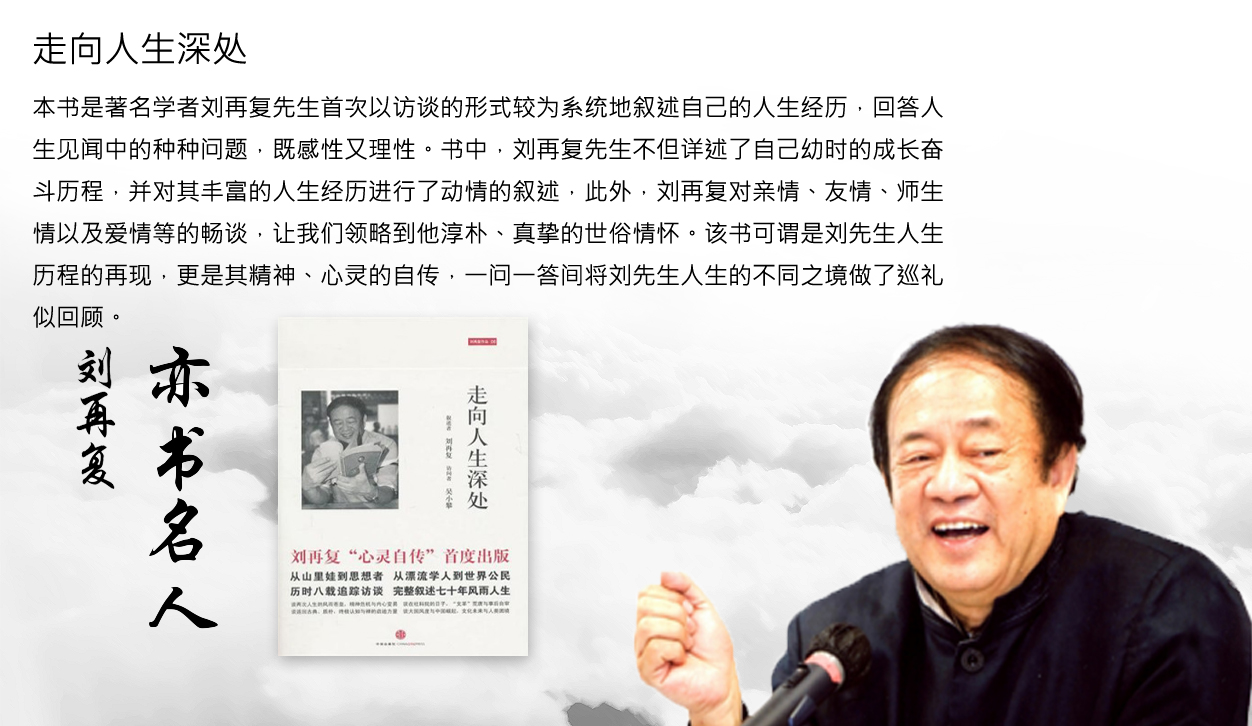 走向人生深处
本书是著名学者刘再复先生首次以访谈的形式较为系统地叙述自己的人生经历，回答人
生见闻中的种种问题，既感性又理性。书中，刘再复先生不但详述了自己幼时的成长奋
斗历程，并对其丰富的人生经历进行了动情的叙述，此外，刘再复对亲情、友情、师生
情以及爱情等的畅谈，让我们领略到他淳朴、真挚的世俗情怀。该书可谓是刘先生人生
历程的再现，更是其精神、心灵的自传，一问一答间将刘先生人生的不同之境做了巡礼
似回顾。
亦书名人
刘再复
走向人生深处
叙述者 刘再复 访问者 吴小攀
刘再复“心灵自传”首度出版
从山里娃到思想者 从漂流学人到世界公民
历时八载追踪访谈 完整叙述七十年风雨人生